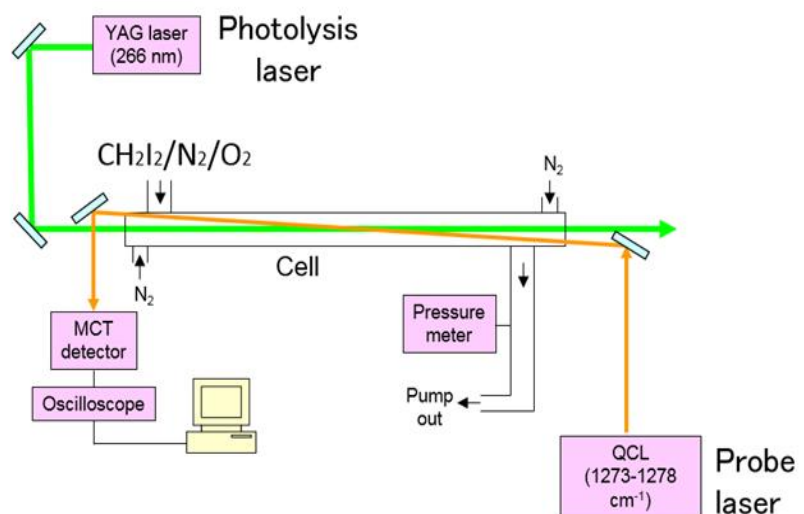 YAG laser
(266 nm)
Photolysis
laser
CH₂I₂/N₂/O₂
N₂
Cell
N₂
MCT
detector
Pressure
meter
Oscilloscope
Pump
out
QCL
(1273-1278
cm⁻¹)
Probe
laser